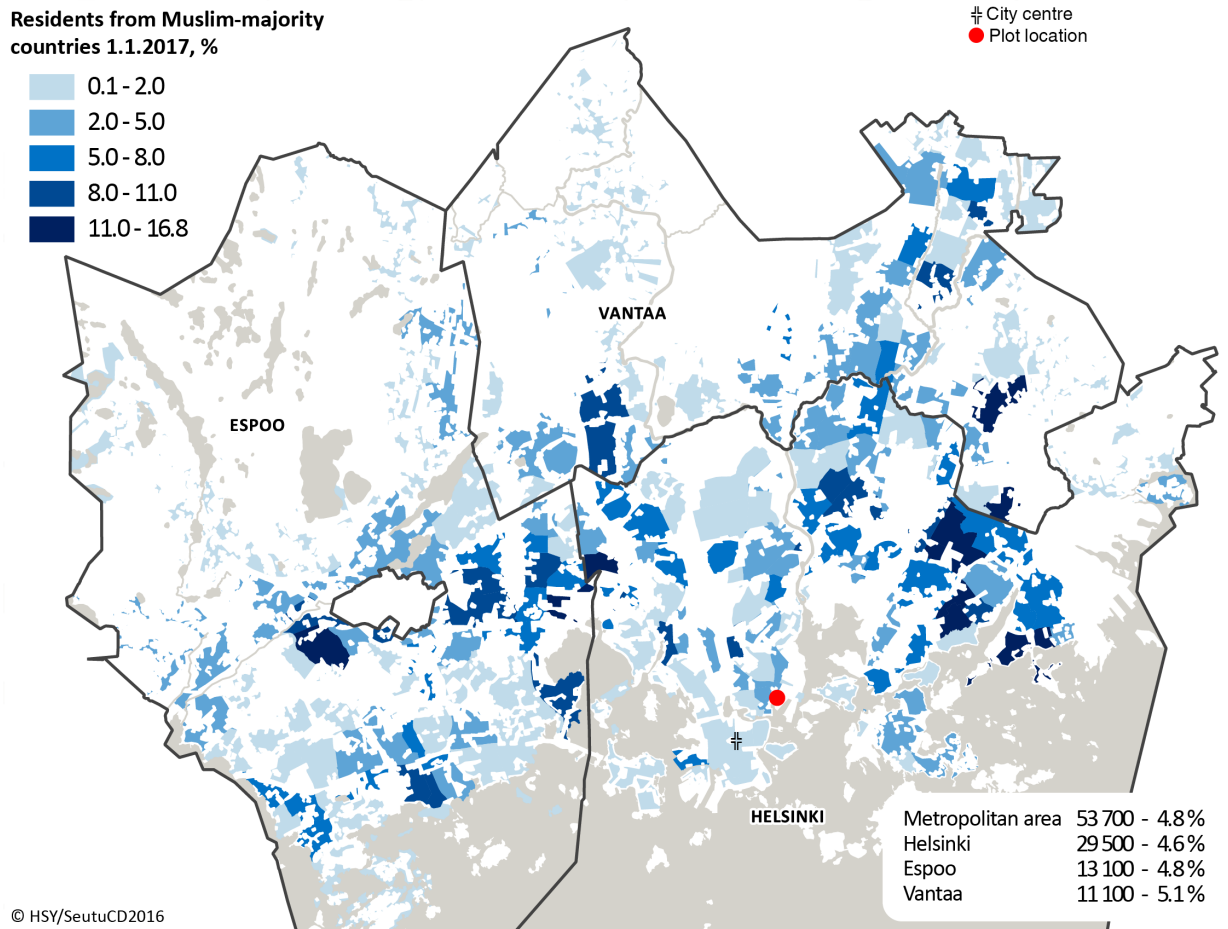 Residents from Muslim-majority
countries 1.1.2017, %
0.1 - 2.0
2.0 - 5.0
5.0 - 8.0
8.0 - 11.0
11.0 - 16.8
City centre
Plot location
VANTAA
ESPOO
HELSINKI
Metropolitan area 53 700 - 4.8 %
Helsinki 29 500 - 4.6 %
Espoo 13 100 - 4.8 %
Vantaa 11 100 - 5.1 %
© HSY/SeutuCD2016